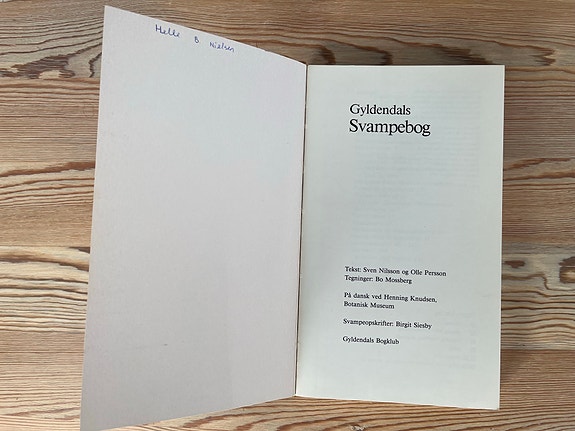 Helle B Nielsen
Gyldendals
Svampebog
Tekst: Sven Nilsson og Olle Persson
Tegninger: Bo Mossberg
På dansk ved Henning Knudsen,
Botanisk Museum
Svampeopskrifter: Birgit Siesby
Gyldendals Bogklub